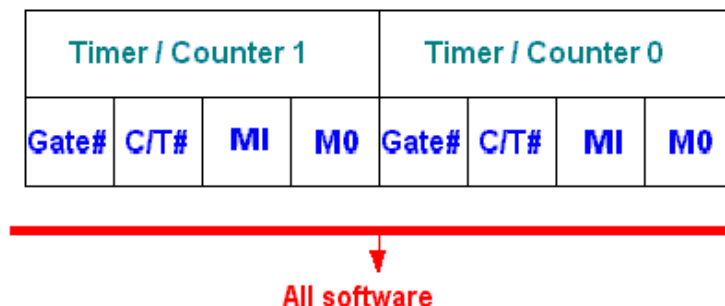 Timer / Counter 1 Timer / Counter 0
Gate# C/T# MI M0 Gate# C/T# MI M0
All software